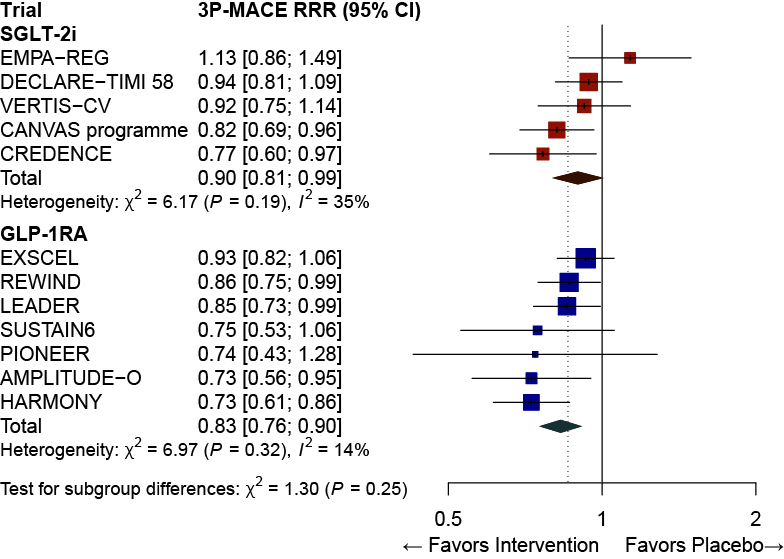 Trial 3P-MACE RRR (95% CI)
SGLT-2i
EMPA−REG 1.13 [0.86; 1.49]
DECLARE−TIMI 58 0.94 [0.81; 1.09]
VERTIS−CV 0.92 [0.75; 1.14]
CANVAS programme 0.82 [0.69; 0.96]
CREDENCE 0.77 [0.60; 0.97]
Total 0.90 [0.81; 0.99]
Heterogeneity: χ² = 6.17 (P = 0.19), I² = 35%
GLP-1RA
EXSCEL 0.93 [0.82; 1.06]
REWIND 0.86 [0.75; 0.99]
LEADER 0.85 [0.73; 0.99]
SUSTAIN6 0.75 [0.53; 1.06]
PIONEER 0.74 [0.43; 1.28]
AMPLITUDE−O 0.73 [0.56; 0.95]
HARMONY 0.73 [0.61; 0.86]
Total 0.83 [0.76; 0.90]
Heterogeneity: χ² = 6.97 (P = 0.32), I² = 14%
Test for subgroup differences: χ² = 1.30 (P = 0.25)
0.5 1 2
← Favors Intervention Favors Placebo→